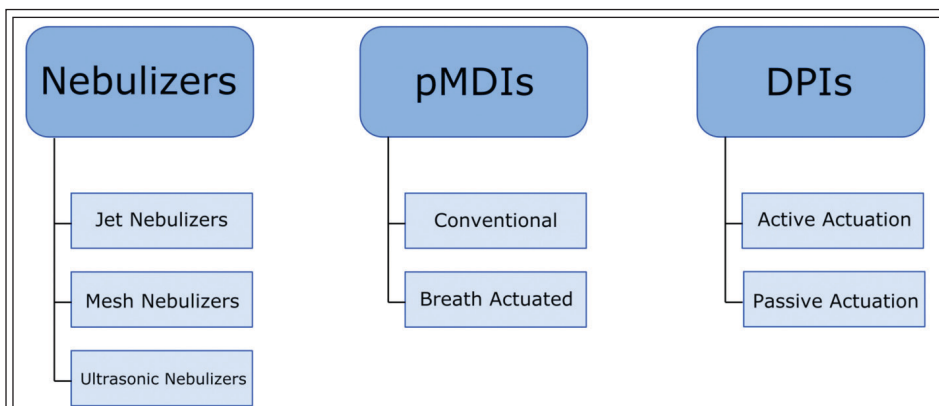 Nebulizers
Jet Nebulizers
Mesh Nebulizers
Ultrasonic Nebulizers
pMDIs
Conventional
Breath Actuated
DPIs
Active Actuation
Passive Actuation